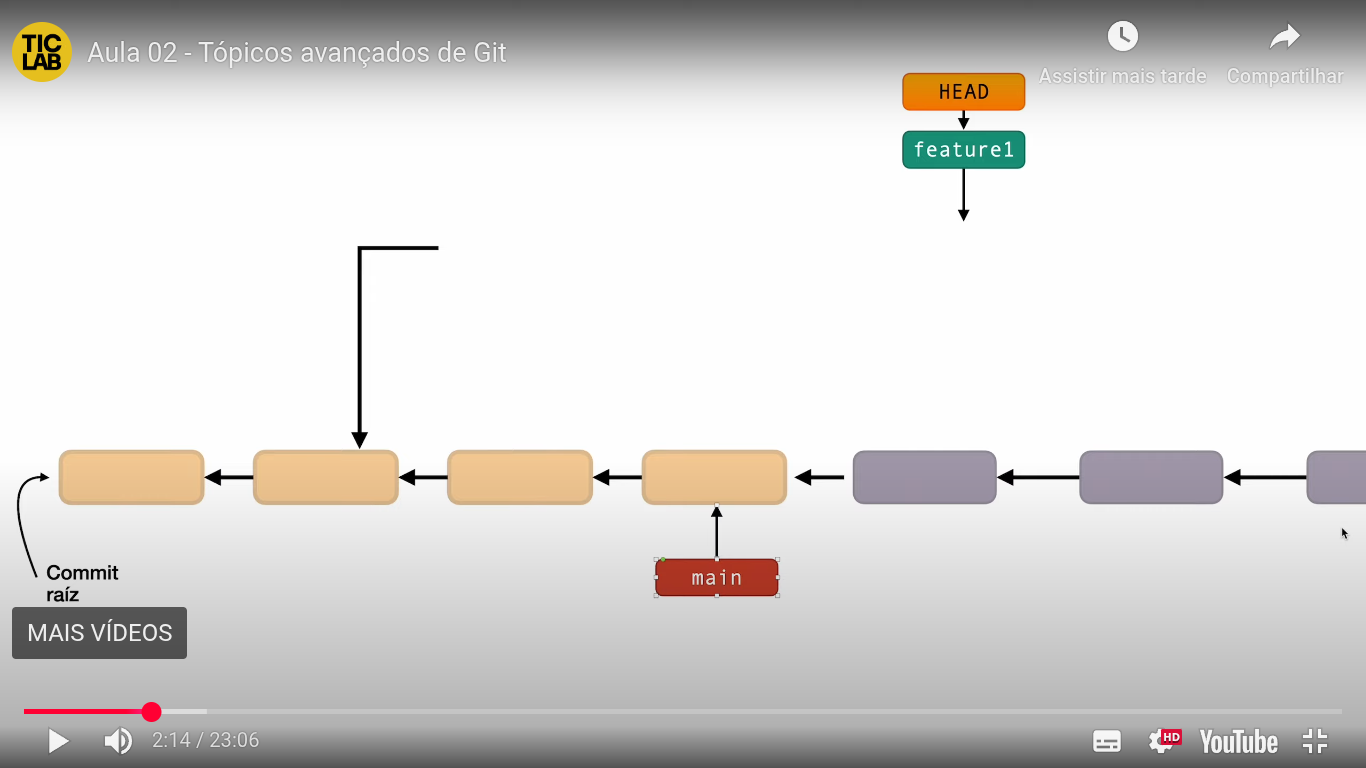 TIC
LAB
Aula 02 - Tópicos avançados de Git
Assistir mais tarde
Compartilhar
HEAD
feature1
main
Commit
raíz
MAIS VÍDEOS
2:14 / 23:06
HD
YouTube